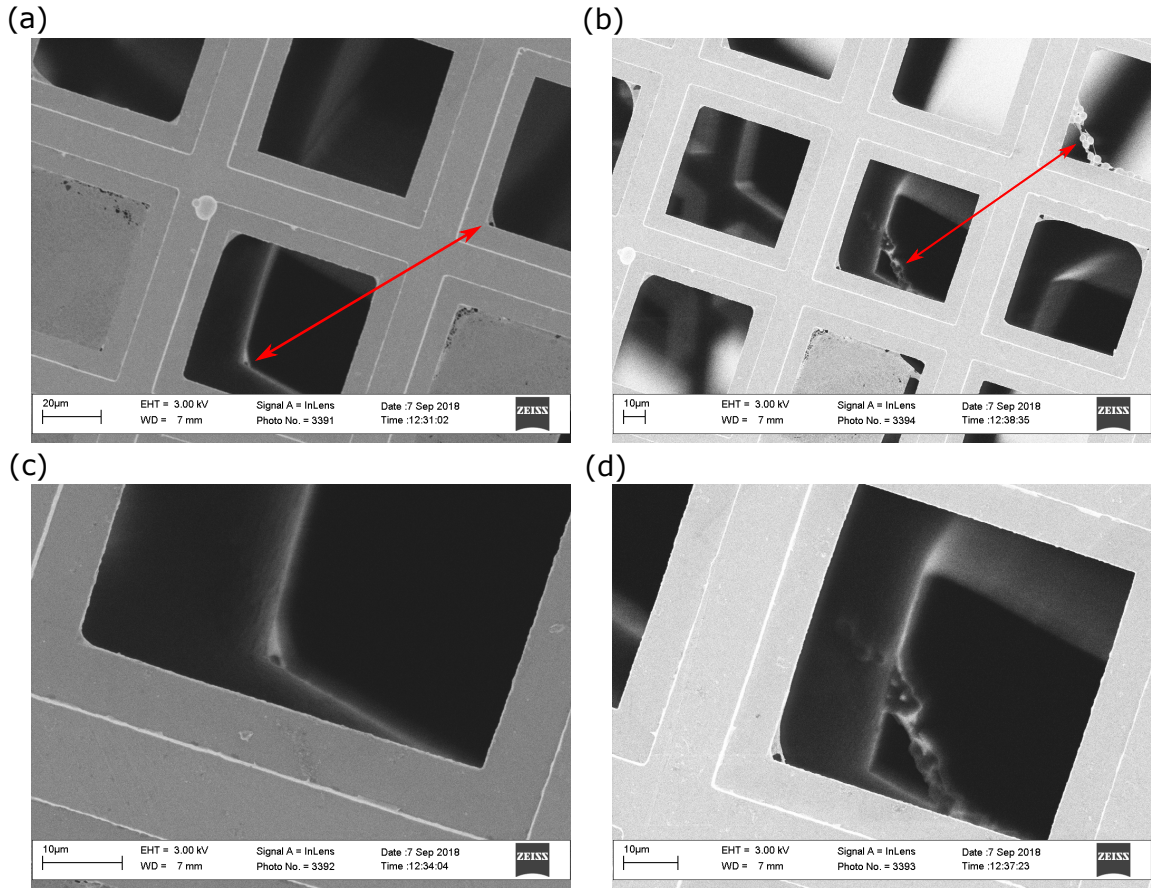 (a)
(b)
20µm
EHT = 3.00 kV
WD = 7 mm
Signal A = InLens
Photo No. = 3391
Date :7 Sep 2018
Time :12:31:02
ZEISS
10µm
EHT = 3.00 kV
WD = 7 mm
Signal A = InLens
Photo No. = 3394
Date :7 Sep 2018
Time :12:38:35
ZEISS
(c)
(d)
10µm
EHT = 3.00 kV
WD = 7 mm
Signal A = InLens
Photo No. = 3392
Date :7 Sep 2018
Time :12:34:04
ZEISS
10µm
EHT = 3.00 kV
WD = 7 mm
Signal A = InLens
Photo No. = 3393
Date :7 Sep 2018
Time :12:37:23
ZEISS